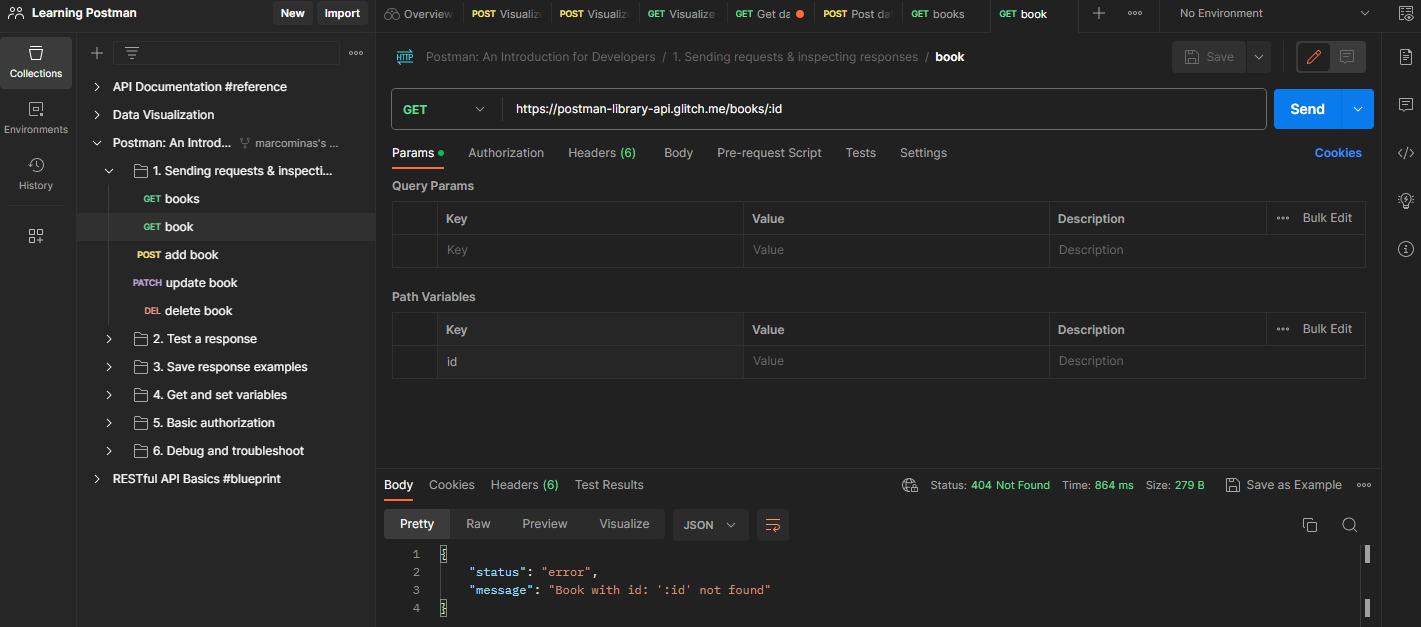 Learning Postman
New
Import
Overview
POST Visualiz
POST Visualiz
GET Visualize
GET Get da
POST Post da
GET books
GET book
No Environment
Collections
Environments
History
API Documentation #reference
Data Visualization
Postman: An Introd... marcominas's ...
1. Sending requests & inspecti...
GET books
GET book
POST add book
PATCH update book
DEL delete book
2. Test a response
3. Save response examples
4. Get and set variables
5. Basic authorization
6. Debug and troubleshoot
RESTful API Basics #blueprint
HTTP Postman: An Introduction for Developers / 1. Sending requests & inspecting responses / book
Save
GET https://postman-library-api.glitch.me/books/:id
Send
Params Authorization Headers (6) Body Pre-request Script Tests Settings
Cookies
Query Params
Key Value Description Bulk Edit
Key Value Description
Path Variables
Key Value Description Bulk Edit
id Value Description
Body Cookies Headers (6) Test Results
Status: 404 Not Found Time: 864 ms Size: 279 B Save as Example
Pretty Raw Preview Visualize JSON
1 {
2 "status": "error",
3 "message": "Book with id: ':id' not found"
4 }